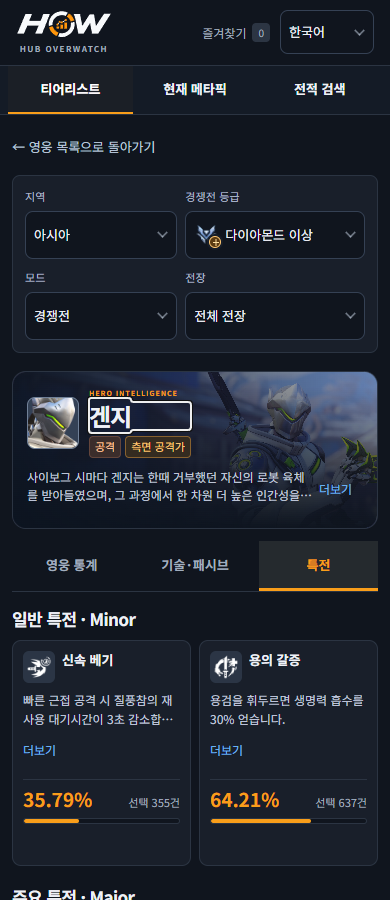 HOW
HUB OVERWATCH
즐겨찾기 0
한국어
티어리스트
현재 메타픽
전적 검색
← 영웅 목록으로 돌아가기
지역
경쟁전 등급
아시아
다이아몬드 이상
모드
전장
경쟁전
전체 전장
HERO INTELLIGENCE
겐지
공격
측면 공격가
사이보그 시마다 겐지는 한때 거부했던 자신의 로봇 육체
를 받아들였으며, 그 과정에서 한 차원 더 높은 인간성을…
더보기
영웅 통계
기술·패시브
특전
일반 특전 · Minor
신속 베기
빠른 근접 공격 시 질풍참의 재
사용 대기시간이 3초 감소합…
더보기
35.79%
선택 355건
용의 갈증
용검을 휘두르면 생명력 흡수를
30% 얻습니다.
더보기
64.21%
선택 637건
주요 특전 · Major